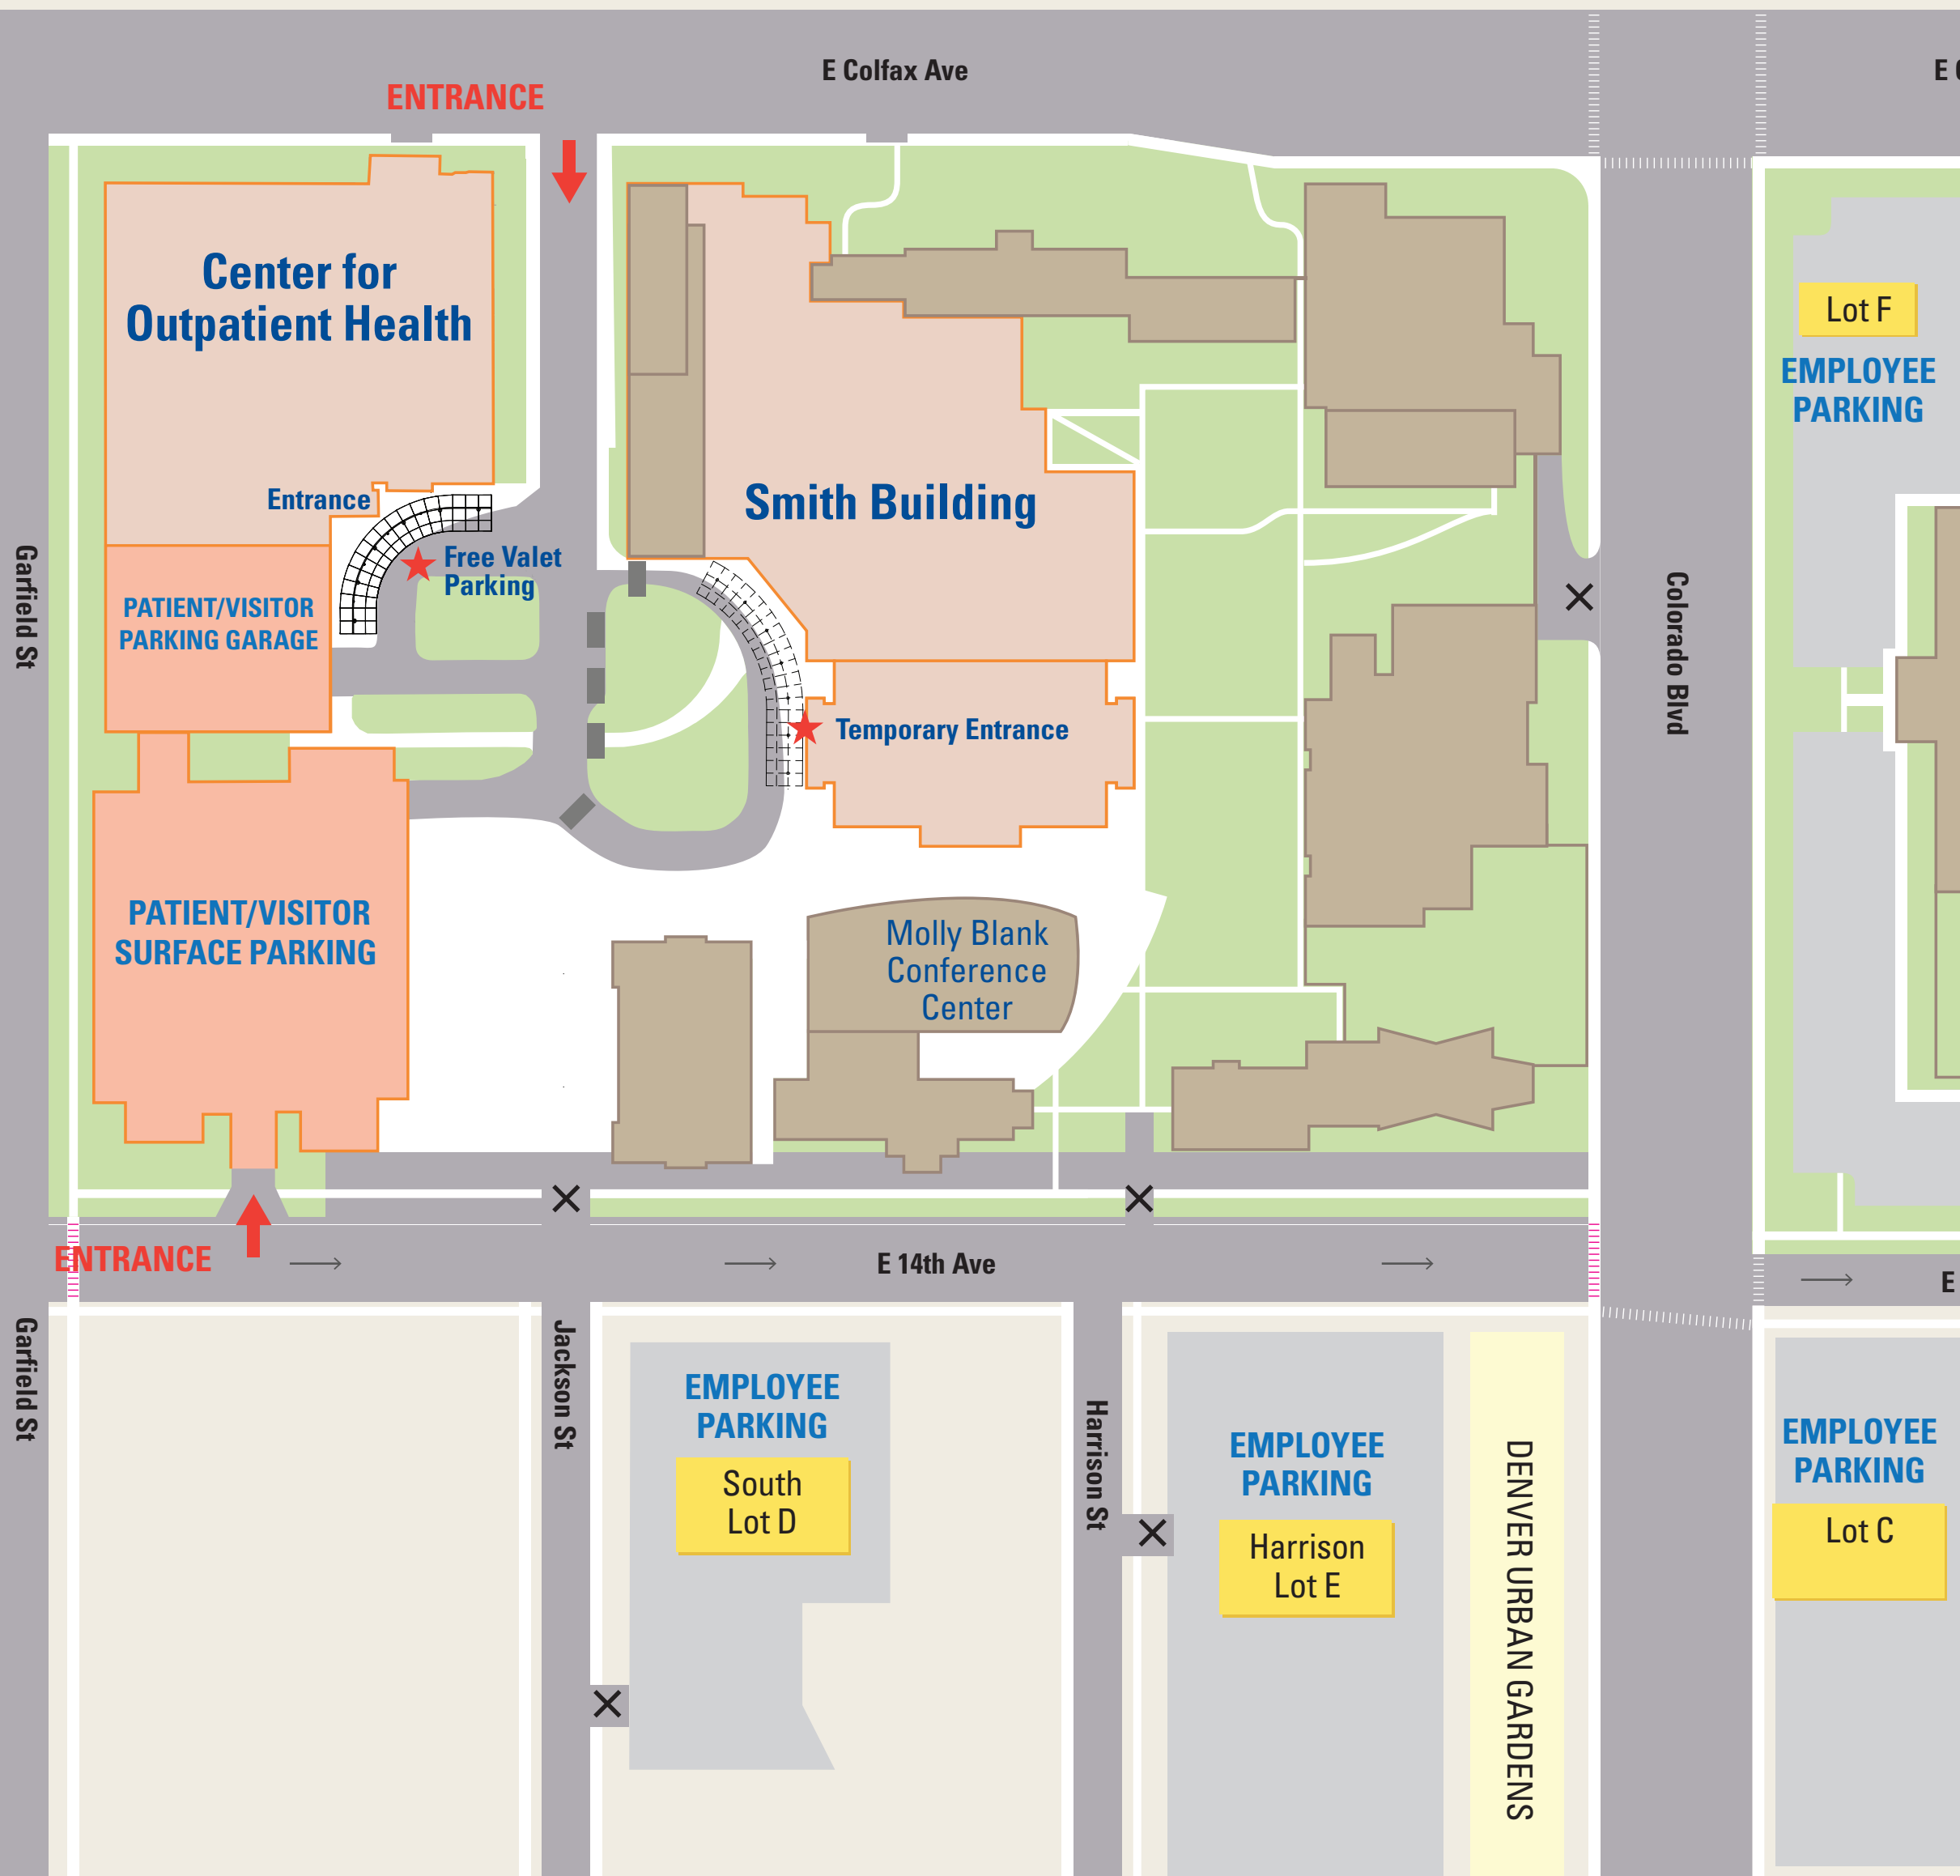 E Colfax Ave
E C
ENTRANCE
Center for
Outpatient Health
Lot F
EMPLOYEE
PARKING
Entrance
Smith Building
Free Valet
Parking
Garfield St
PATIENT/VISITOR
PARKING GARAGE
Colorado Blvd
Temporary Entrance
PATIENT/VISITOR
SURFACE PARKING
Molly Blank
Conference
Center
ENTRANCE
E 14th Ave
E
Garfield St
Jackson St
EMPLOYEE
PARKING
South
Lot D
Harrison St
EMPLOYEE
PARKING
Harrison
Lot E
DENVER URBAN GARDENS
EMPLOYEE
PARKING
Lot C